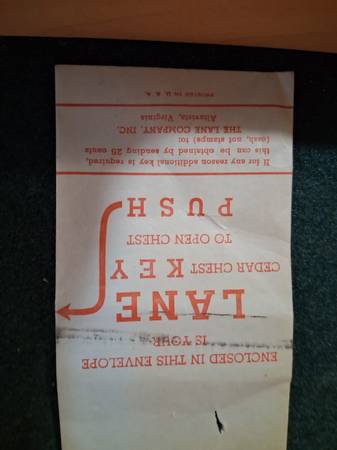 ENCLOSED IN THIS ENVELOPE
IS YOUR
LANE
CEDAR CHEST KEY
TO OPEN CHEST
PUSH
If for any reason additional key is required,
this can be obtained by sending 25 cents
(cash, not stamps) to:
THE LANE COMPANY, INC.
Altavista, Virginia
PRINTED IN U. S. A.